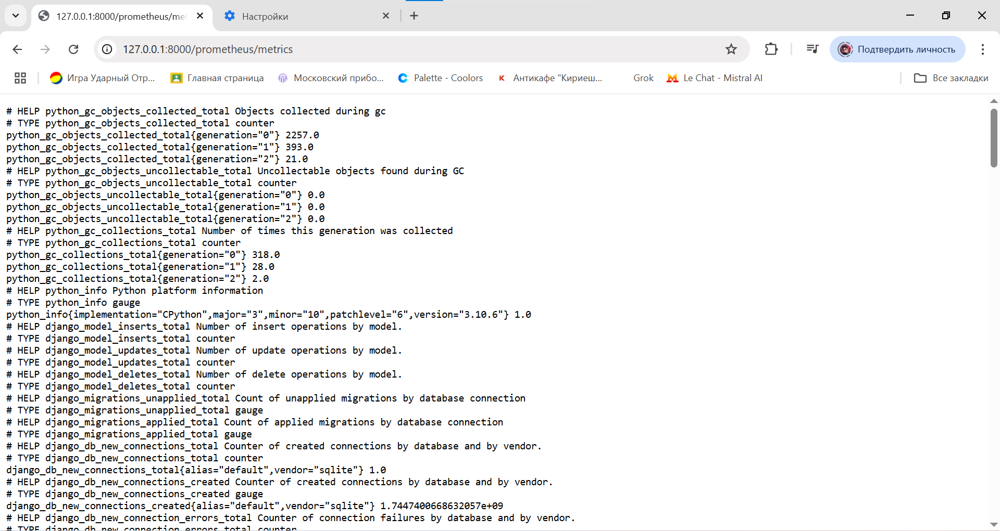 127.0.0.1:8000/prometheus/me
Настройки
127.0.0.1:8000/prometheus/metrics
Подтвердить личность
Игра Ударный Отр...
Главная страница
Московский прибо...
Palette - Coolors
Антикафе "Кириеш...
Grok
Le Chat - Mistral AI
Все закладки
# HELP python_gc_objects_collected_total Objects collected during gc
# TYPE python_gc_objects_collected_total counter
python_gc_objects_collected_total{generation="0"} 2257.0
python_gc_objects_collected_total{generation="1"} 393.0
python_gc_objects_collected_total{generation="2"} 21.0
# HELP python_gc_objects_uncollectable_total Uncollectable objects found during GC
# TYPE python_gc_objects_uncollectable_total counter
python_gc_objects_uncollectable_total{generation="0"} 0.0
python_gc_objects_uncollectable_total{generation="1"} 0.0
python_gc_objects_uncollectable_total{generation="2"} 0.0
# HELP python_gc_collections_total Number of times this generation was collected
# TYPE python_gc_collections_total counter
python_gc_collections_total{generation="0"} 318.0
python_gc_collections_total{generation="1"} 28.0
python_gc_collections_total{generation="2"} 2.0
# HELP python_info Python platform information
# TYPE python_info gauge
python_info{implementation="CPython",major="3",minor="10",patchlevel="6",version="3.10.6"} 1.0
# HELP django_model_inserts_total Number of insert operations by model.
# TYPE django_model_inserts_total counter
# HELP django_model_updates_total Number of update operations by model.
# TYPE django_model_updates_total counter
# HELP django_model_deletes_total Number of delete operations by model.
# TYPE django_model_deletes_total counter
# HELP django_migrations_unapplied_total Count of unapplied migrations by database connection
# TYPE django_migrations_unapplied_total gauge
# HELP django_migrations_applied_total Count of applied migrations by database connection
# TYPE django_migrations_applied_total gauge
# HELP django_db_new_connections_total Counter of created connections by database and by vendor.
# TYPE django_db_new_connections_total counter
django_db_new_connections_total{alias="default",vendor="sqlite"} 1.0
# HELP django_db_new_connections_created Counter of created connections by database and by vendor.
# TYPE django_db_new_connections_created gauge
django_db_new_connections_created{alias="default",vendor="sqlite"} 1.7447400668632057e+09
# HELP django_db_new_connection_errors_total Counter of connection failures by database and by vendor.
# TYPE django_db_new_connection_errors_total counter